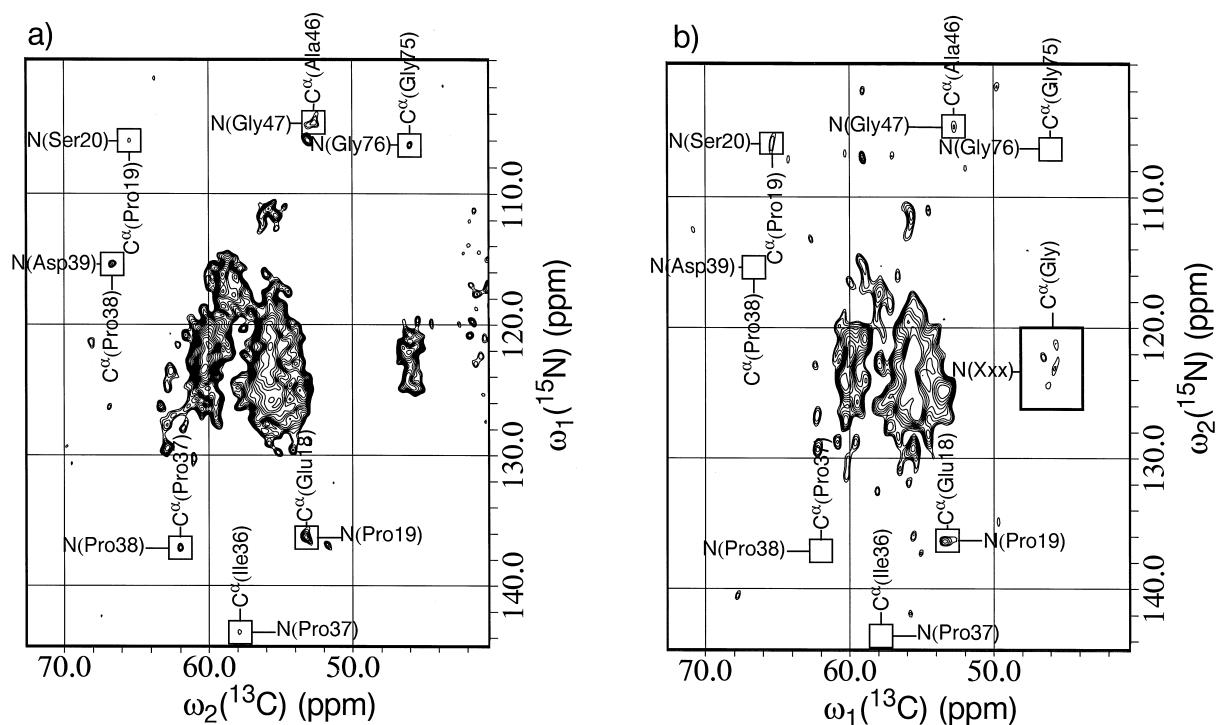 a)
Cα(Ala46)
Cα(Gly75)
N(Gly47)
N(Ser20)
N(Gly76)
Cα(Pro19)
N(Asp39)
Cα(Pro38)
Cα(Pro37)
Cα(Glu18)
N(Pro38)
N(Pro19)
Cα(Ile36)
N(Pro37)
110.0
120.0
130.0
140.0
ω1(15N) (ppm)
70.0 60.0 50.0
ω2(13C) (ppm)
b)
Cα(Ala46)
Cα(Gly75)
N(Gly47)
N(Ser20)
N(Gly76)
Cα(Pro19)
N(Asp39)
Cα(Pro38)
Cα(Gly)
N(Xxx)
Cα(Pro37)
Cα(Glu18)
N(Pro38)
N(Pro19)
Cα(Ile36)
N(Pro37)
110.0
120.0
130.0
140.0
ω2(15N) (ppm)
70.0 60.0 50.0
ω1(13C) (ppm)